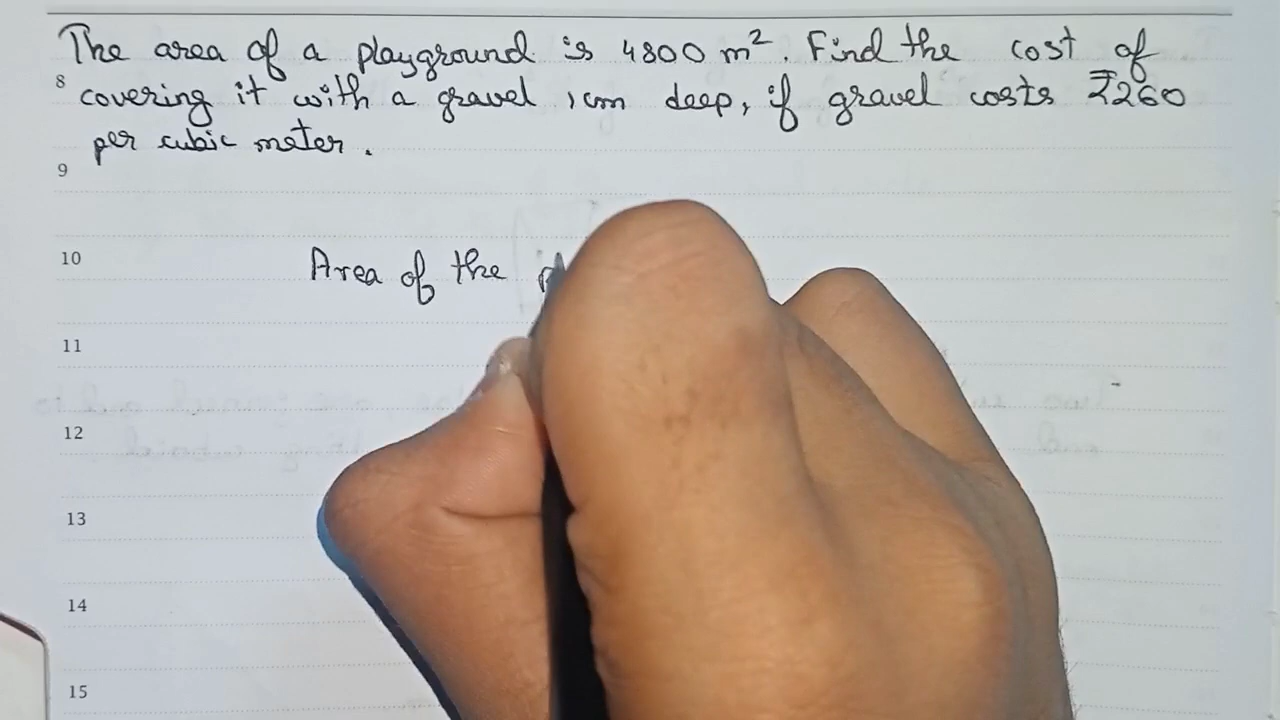 The area of a playground is 4800 m². Find the cost of
8
covering it with a gravel 1cm deep, if gravel costs ₹260
per cubic meter.
9
10
Area of the
11
12
13
14
15